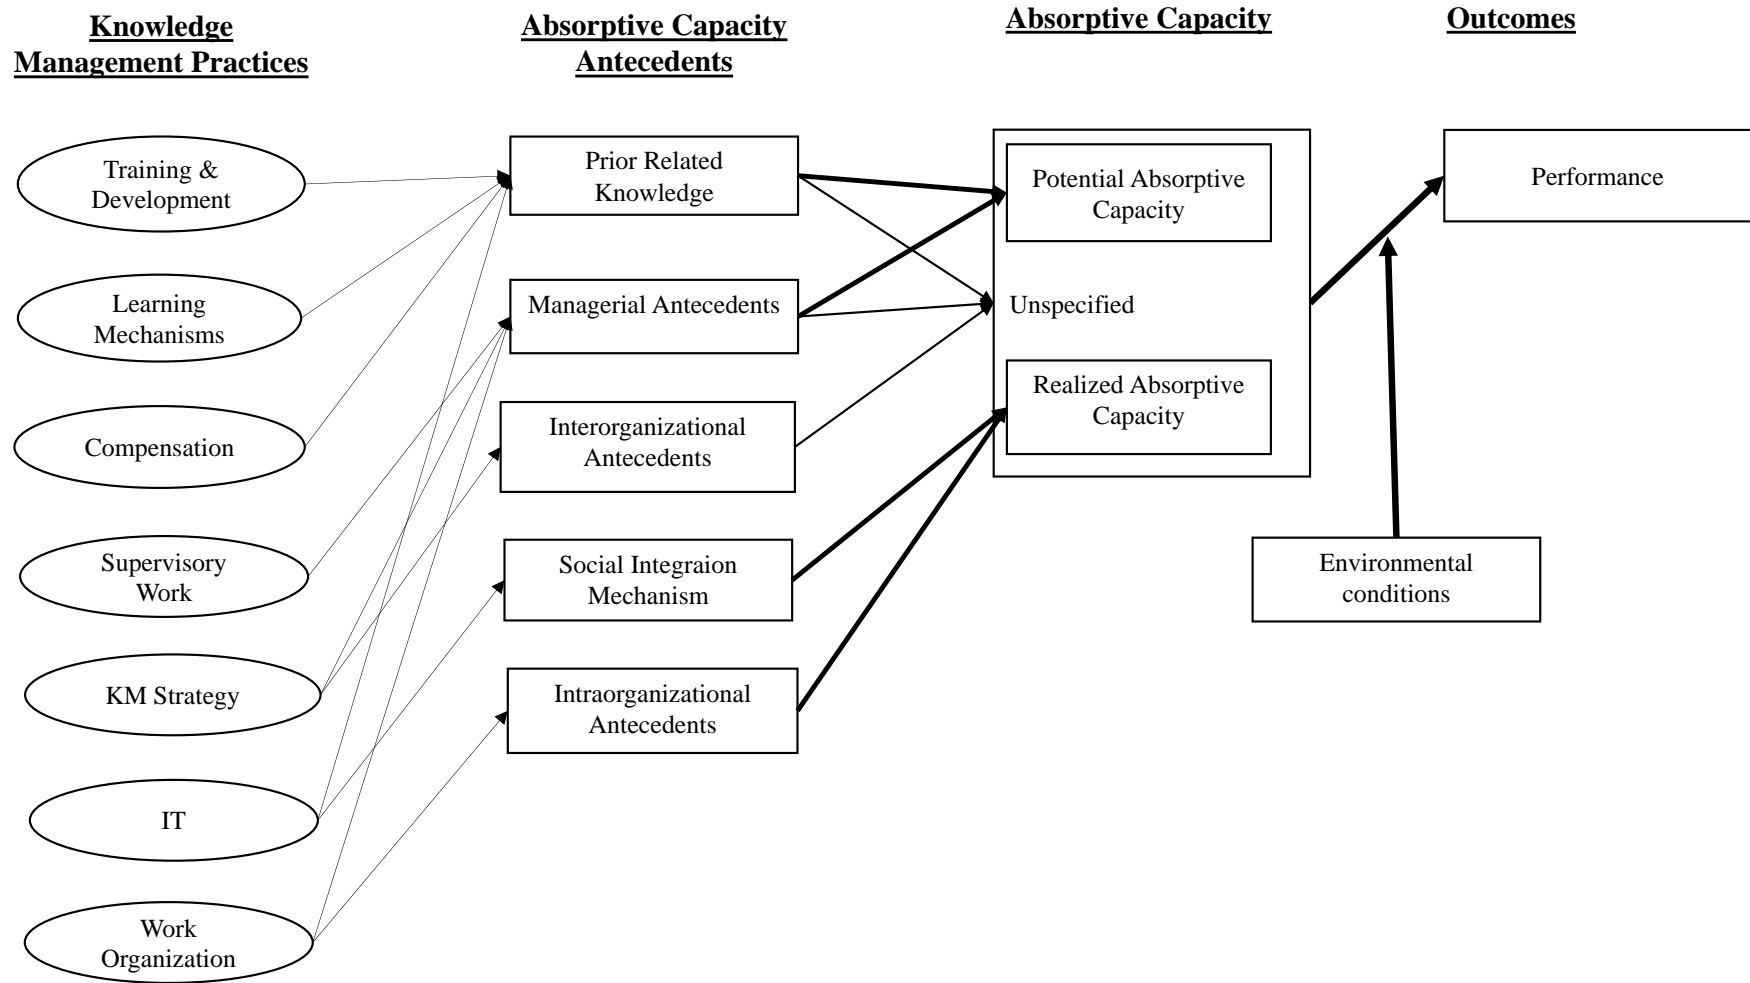 Knowledge
Management Practices
Absorptive Capacity
Antecedents
Absorptive Capacity
Outcomes
Training &
Development
Learning
Mechanisms
Compensation
Supervisory
Work
KM Strategy
IT
Work
Organization
Prior Related
Knowledge
Managerial Antecedents
Interorganizational
Antecedents
Social Integraion
Mechanism
Intraorganizational
Antecedents
Potential Absorptive
Capacity
Unspecified
Realized Absorptive
Capacity
Performance
Environmental
conditions